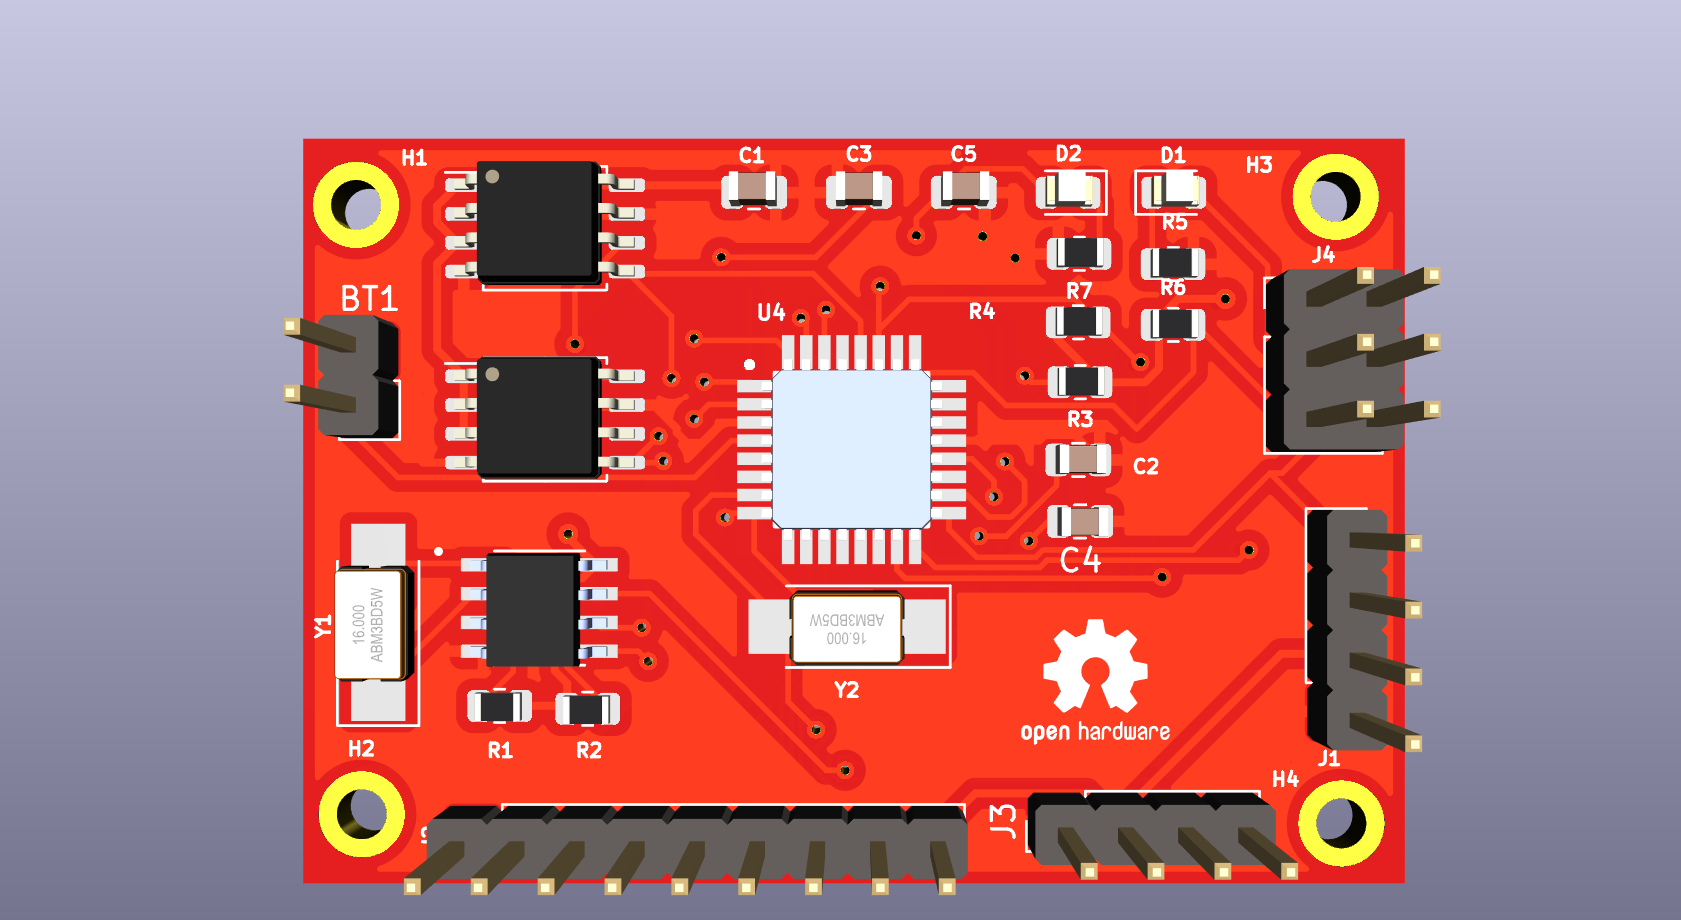 H1
C1
C3
C5
D2
D1
H3
R5
J4
BT1
R7
R6
U4
R4
R3
C2
C4
Y1
16.000
ABM3BD5W
16.000
ABM3BD5W
Y2
open hardware
H2
R1
R2
J1
H4
J3